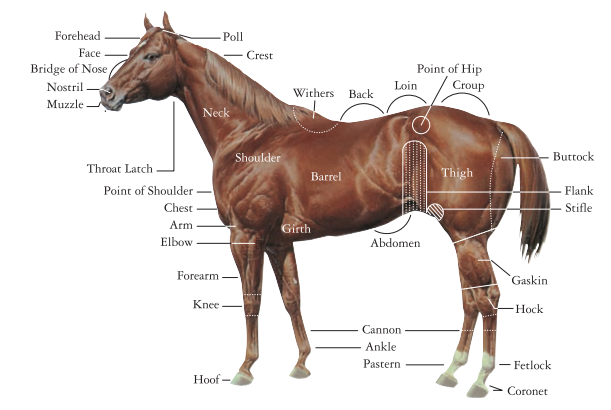 Forehead
Poll
Face
Crest
Bridge of Nose
Nostril
Muzzle
Point of Hip
Loin
Croup
Withers
Back
Neck
Shoulder
Throat Latch
Barrel
Thigh
Buttock
Point of Shoulder
Flank
Chest
Stifle
Arm
Girth
Elbow
Abdomen
Forearm
Gaskin
Knee
Hock
Cannon
Ankle
Pastern
Fetlock
Hoof
Coronet